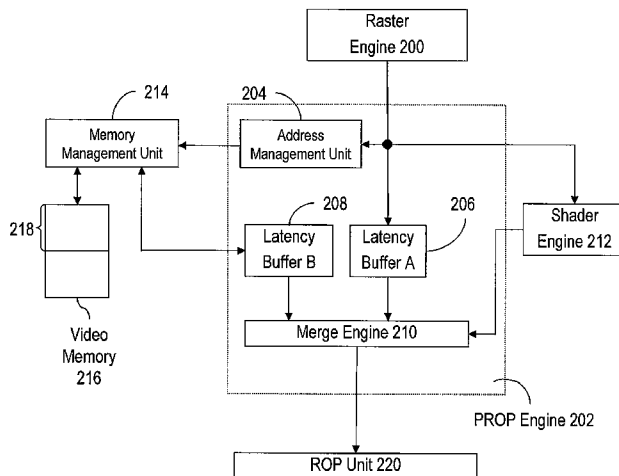 Raster
Engine 200
214
204
Memory
Management Unit
Address
Management Unit
208
206
218
Latency
Buffer B
Latency
Buffer A
Shader
Engine 212
Merge Engine 210
Video
Memory
216
PROP Engine 202
ROP Unit 220